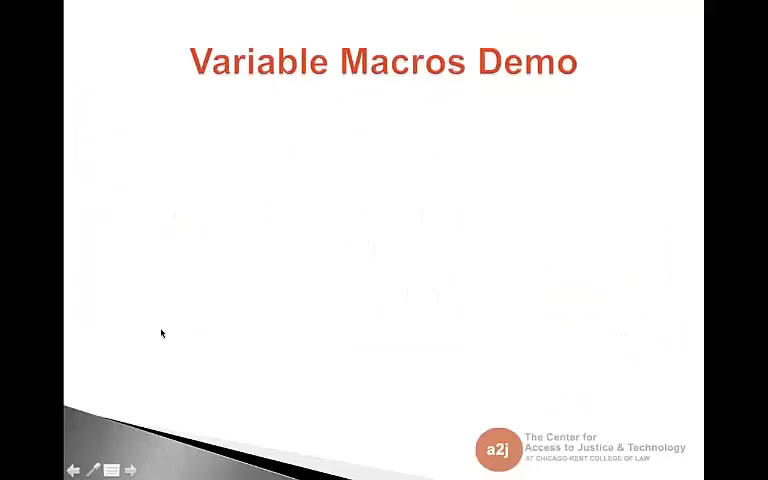 Variable Macros Demo
a2j
The Center for
Access to Justice & Technology
AT CHICAGO-KENT COLLEGE OF LAW